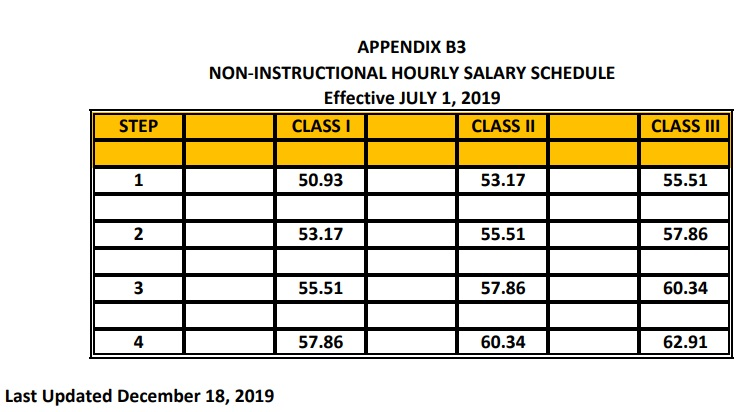 APPENDIX B3
NON-INSTRUCTIONAL HOURLY SALARY SCHEDULE
Effective JULY 1, 2019
STEP CLASS I CLASS II CLASS III
1 50.93 53.17 55.51
2 53.17 55.51 57.86
3 55.51 57.86 60.34
4 57.86 60.34 62.91
Last Updated December 18, 2019